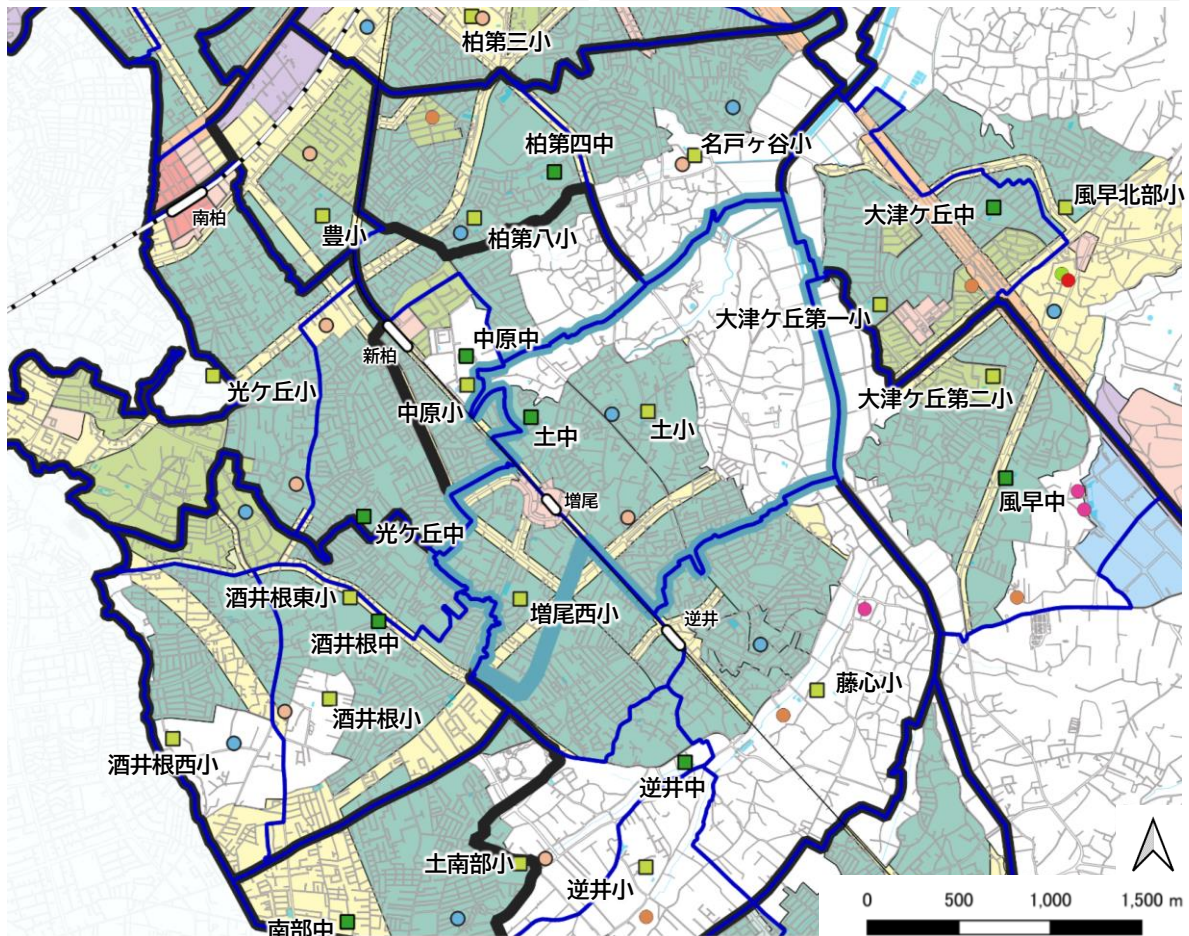 柏第三小
柏第四中
名戸ヶ谷小
風早北部小
大津ケ丘中
南柏
豊小
柏第八小
大津ケ丘第一小
中原中
新柏
光ケ丘小
大津ケ丘第二小
中原小
土中
土小
風早中
増尾
光ケ丘中
酒井根東小
増尾西小
逆井
酒井根中
藤心小
酒井根小
酒井根西小
逆井中
土南部小
逆井小
南部中
0 500 1,000 1,500 m